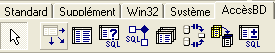 Standard Supplément Win32 Système AccèsBD
SQL SQL SQL